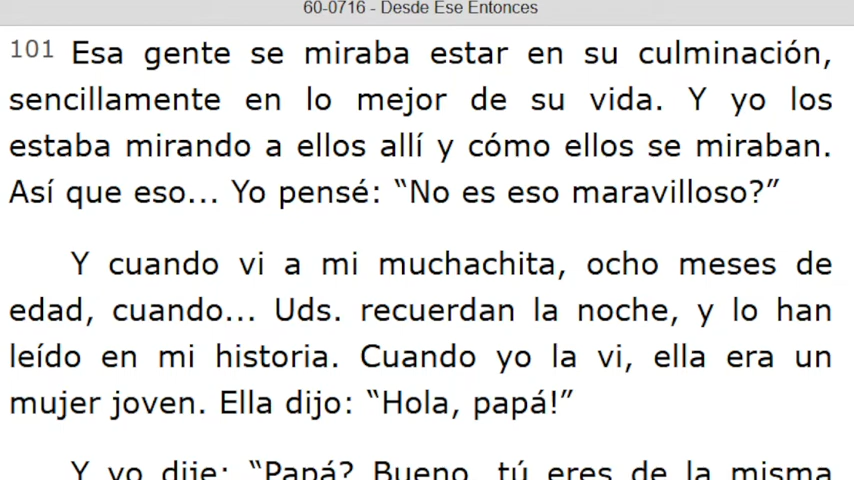 60-0716 - Desde Ese Entonces
101 Esa gente se miraba estar en su culminación,
sencillamente en lo mejor de su vida. Y yo los
estaba mirando a ellos allí y cómo ellos se miraban.
Así que eso... Yo pensé: “No es eso maravilloso?”
Y cuando vi a mi muchachita, ocho meses de
edad, cuando... Uds. recuerdan la noche, y lo han
leído en mi historia. Cuando yo la vi, ella era un
mujer joven. Ella dijo: “Hola, papá!”
Y yo dije: “Papá? Bueno, tú eres de la misma